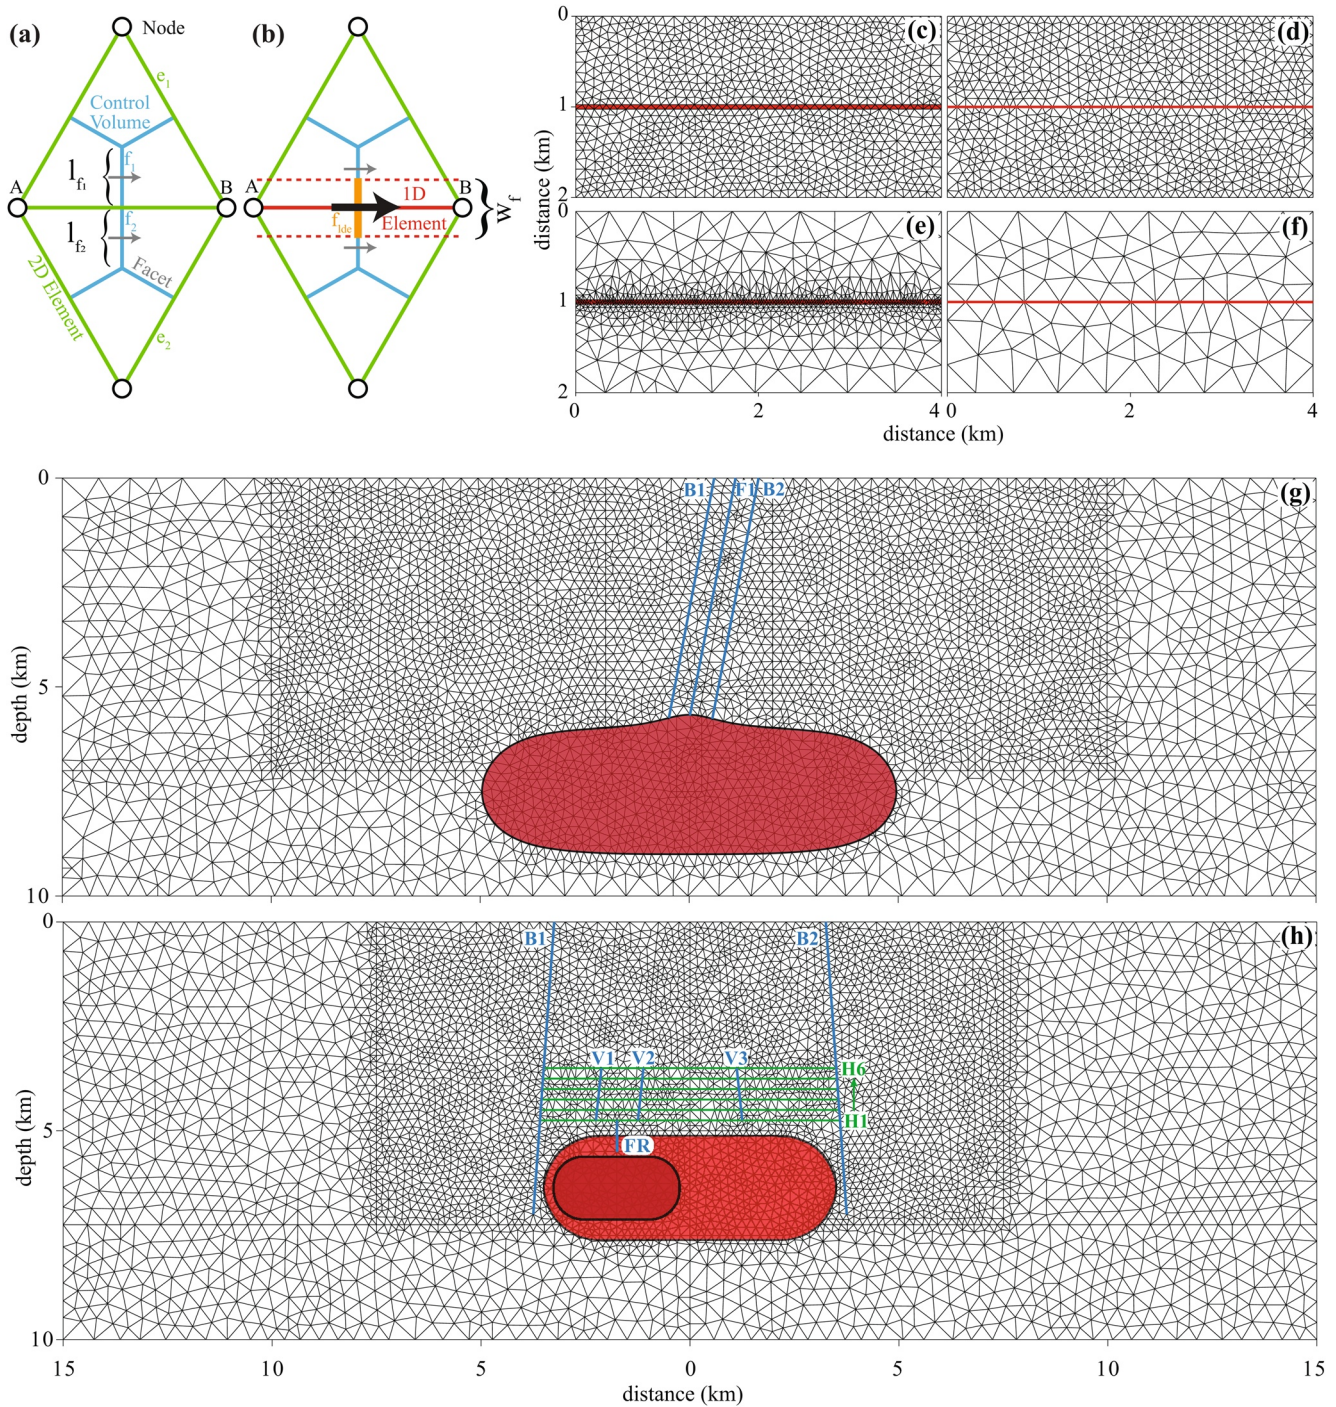 (a)
Node
e1
Control
Volume
lf1
f1
A
B
lf2
f2
Facet
2D Element
e2
(b)
A
B
1D
Element
f1de
Wf
(c)
(d)
(e)
(f)
0
1
2
0
1
2
distance (km)
0
2
4
0
2
4
distance (km)
(g)
B1
F1
B2
0
5
10
depth (km)
(h)
B1
B2
V1
V2
V3
H6
H1
FR
0
5
10
depth (km)
15
10
5
0
5
10
15
distance (km)